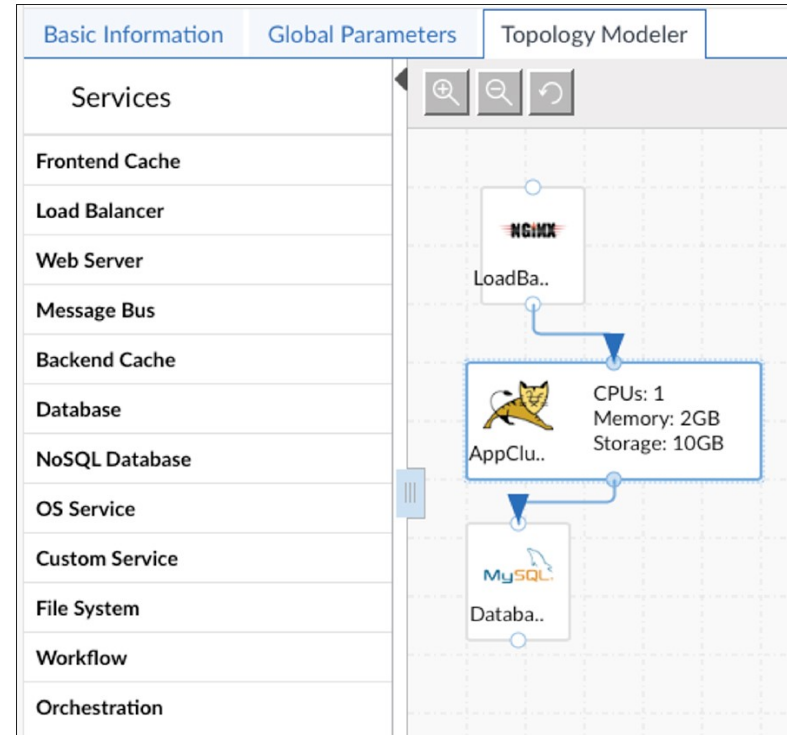 Basic Information
Global Parameters
Topology Modeler
Services
Frontend Cache
Load Balancer
Web Server
Message Bus
Backend Cache
Database
NoSQL Database
OS Service
Custom Service
File System
Workflow
Orchestration
NGiNX
LoadBa..
CPUs: 1
Memory: 2GB
Storage: 10GB
AppClu..
MySQL.
Databa..